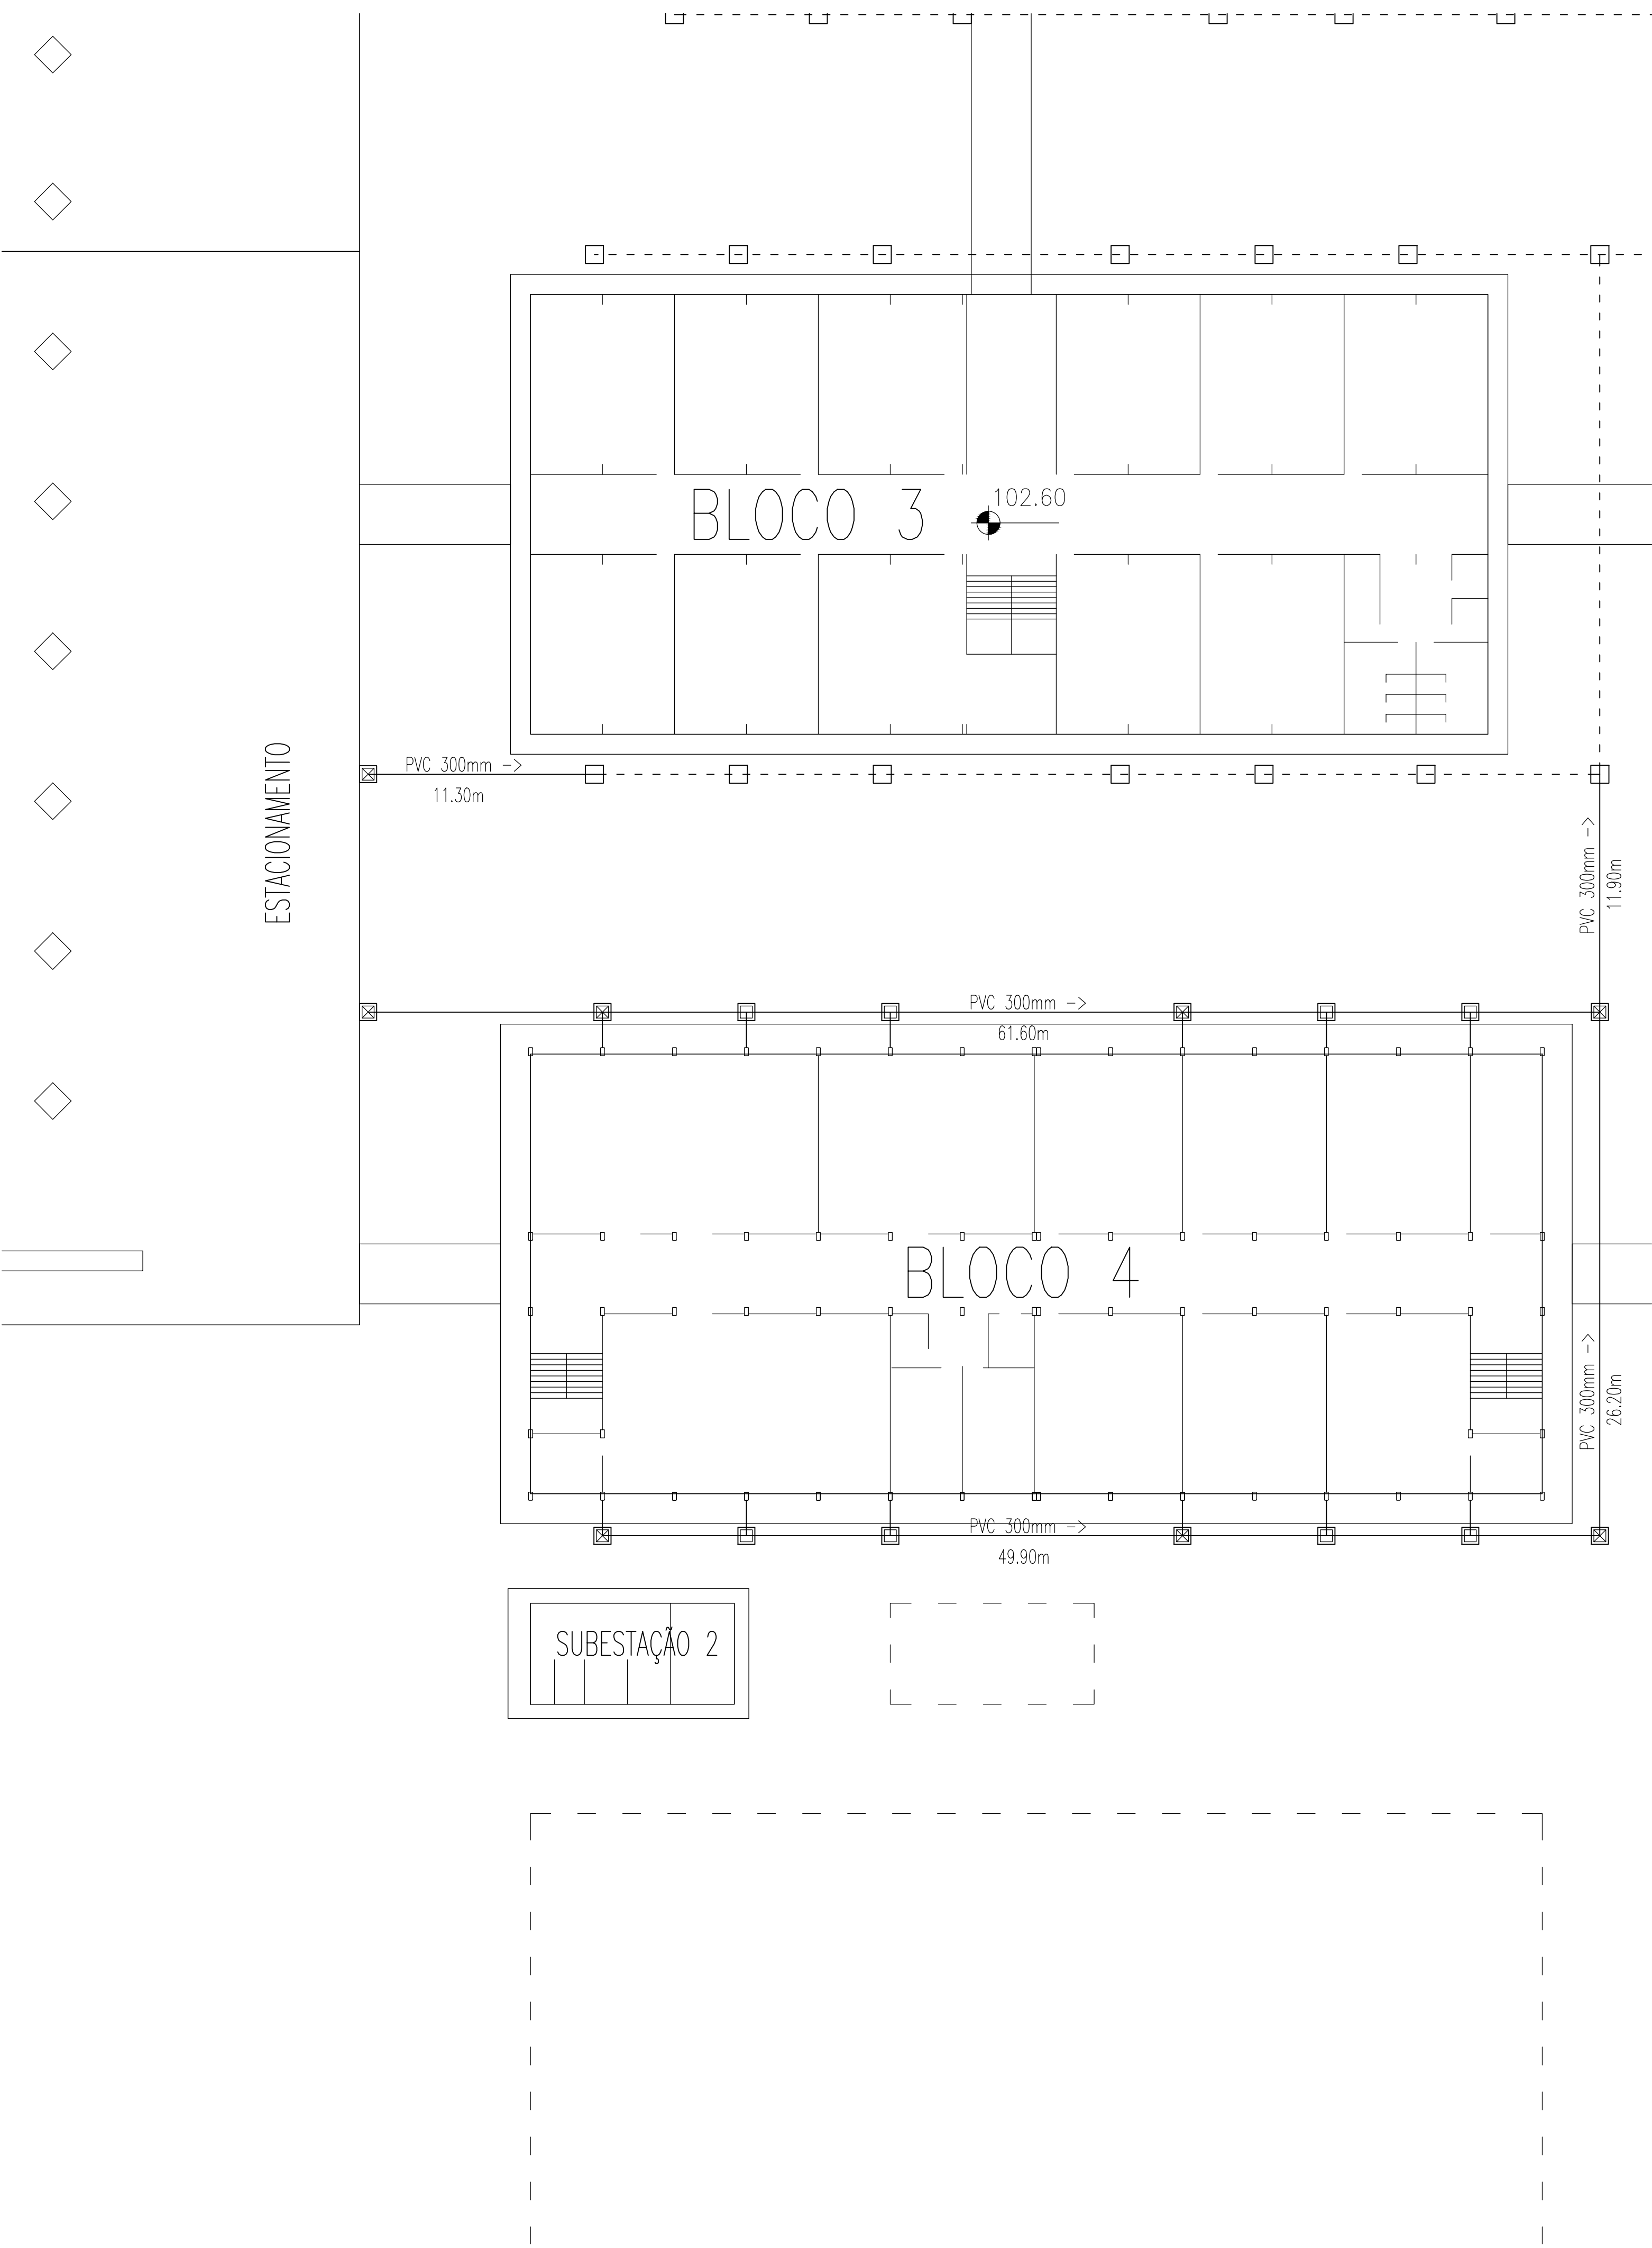 BLOCO 3
102.60
PVC 300mm ->
11.30m
ESTACIONAMENTO
PVC 300mm ->
11.90m
PVC 300mm ->
61.60m
BLOCO 4
PVC 300mm ->
26.20m
PVC 300mm ->
49.90m
SUBESTAÇÃO 2